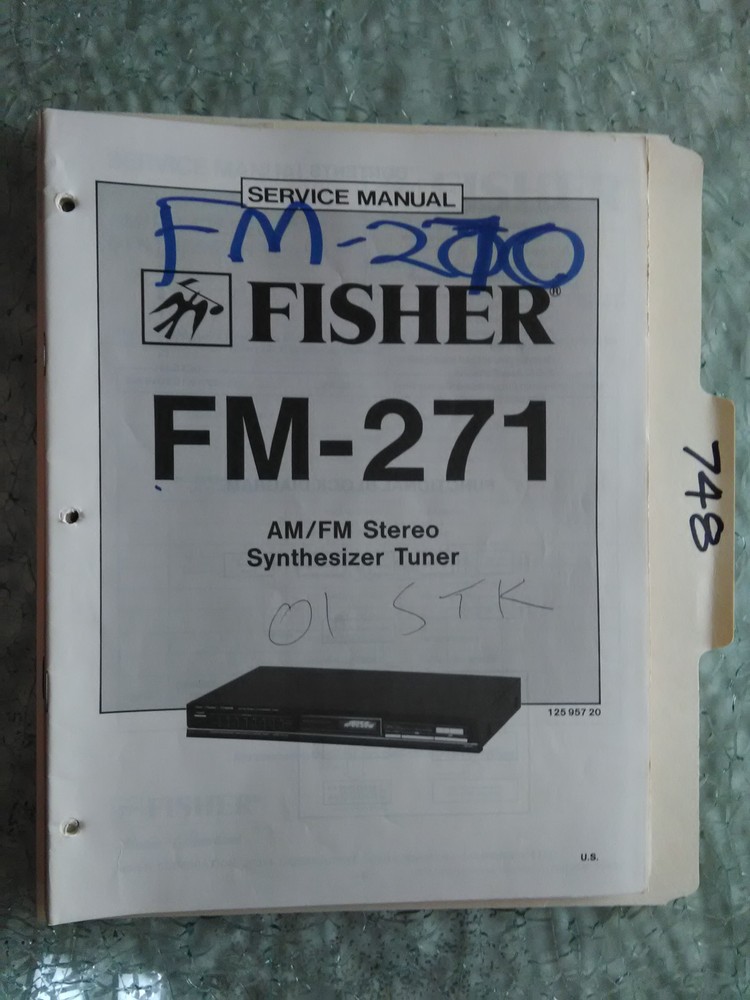 SERVICE MANUAL
FM-270
FISHER®
FM-271
AM/FM Stereo
Synthesizer Tuner
01 STK
125 957 20
U.S.
748